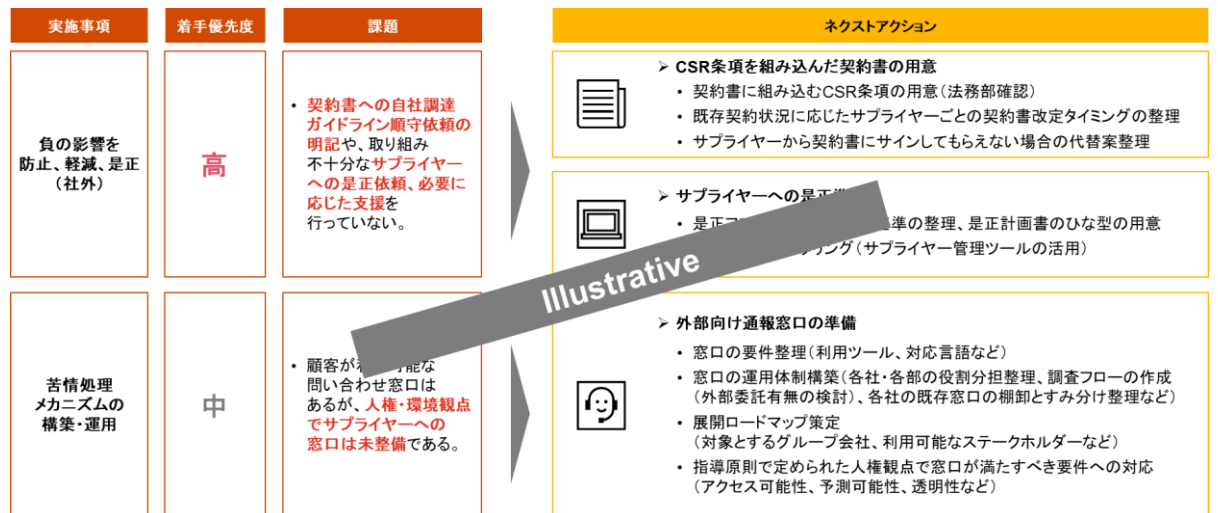 実施事項
着手優先度
課題
ネクストアクション
負の影響を
防止、軽減、是正
（社外）
高
• 契約書への自社調達
ガイドライン順守依頼の
明記や、取り組み
不十分なサプライヤー
への是正依頼、必要に
応じた支援を
行っていない。
➢ CSR条項を組み込んだ契約書の用意
• 契約書に組み込むCSR条項の用意（法務部確認）
• 既存契約状況に応じたサプライヤーごとの契約書改定タイミングの整理
• サプライヤーから契約書にサインしてもらえない場合の代替案整理
➢ サプライヤーへの是正
• 是正 準の整理、是正計画書のひな型の用意
リング（サプライヤー管理ツールの活用）
Illustrative
苦情処理
メカニズムの
構築・運用
中
• 顧客が 可能な
問い合わせ窓口は
あるが、人権・環境観点
でサプライヤーへの
窓口は未整備である。
➢ 外部向け通報窓口の準備
• 窓口の要件整理（利用ツール、対応言語など）
• 窓口の運用体制構築（各社・各部の役割分担整理、調査フローの作成
（外部委託有無の検討）、各社の既存窓口の棚卸とすみ分け整理など）
• 展開ロードマップ策定
（対象とするグループ会社、利用可能なステークホルダーなど）
• 指導原則で定められた人権観点で窓口が満たすべき要件への対応
（アクセス可能性、予測可能性、透明性など）